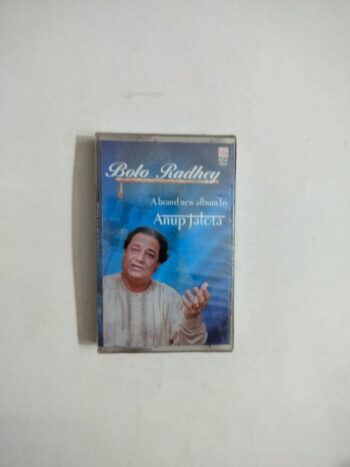 Bolo Radhey
A brand new album by
Anup Jalota